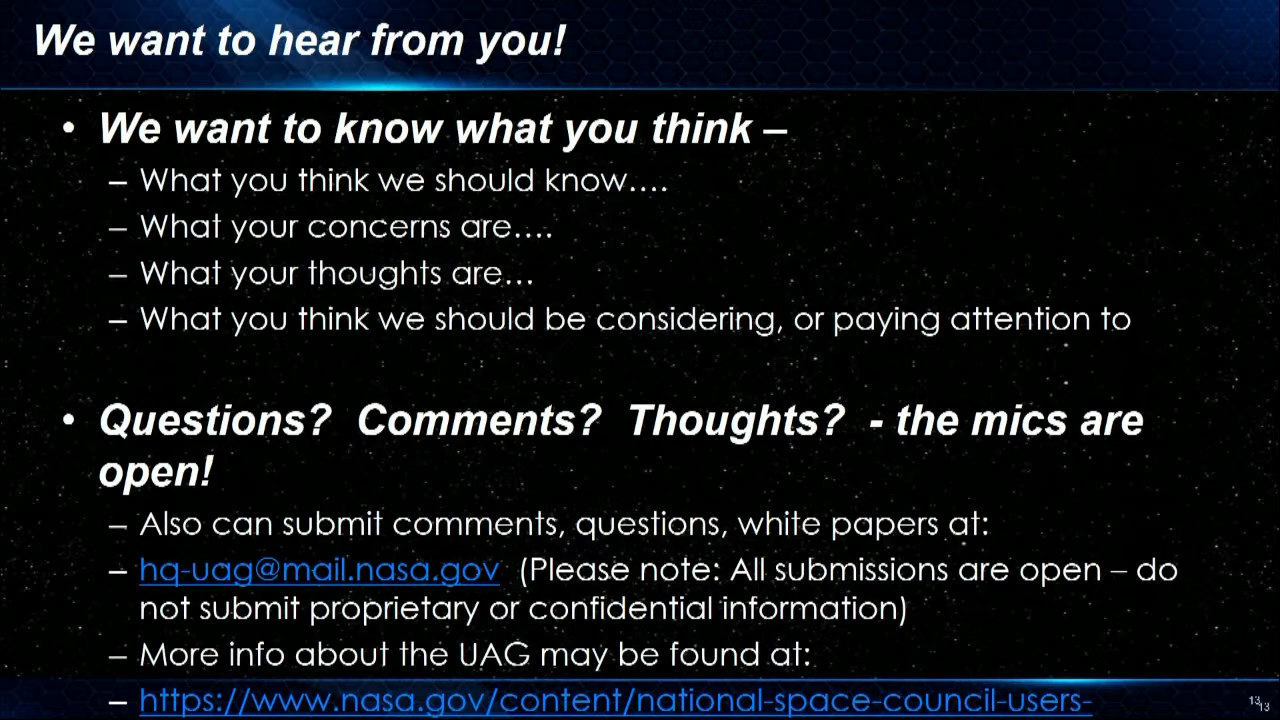 We want to hear from you!
• We want to know what you think –
– What you think we should know….
– What your concerns are….
– What your thoughts are…
– What you think we should be considering, or paying attention to
• Questions?  Comments?  Thoughts?  - the mics are
open!
– Also can submit comments, questions, white papers at:
– hq-uag@mail.nasa.gov  (Please note: All submissions are open – do
not submit proprietary or confidential information)
– More info about the UAG may be found at:
– https://www.nasa.gov/content/national-space-council-users-
13
13